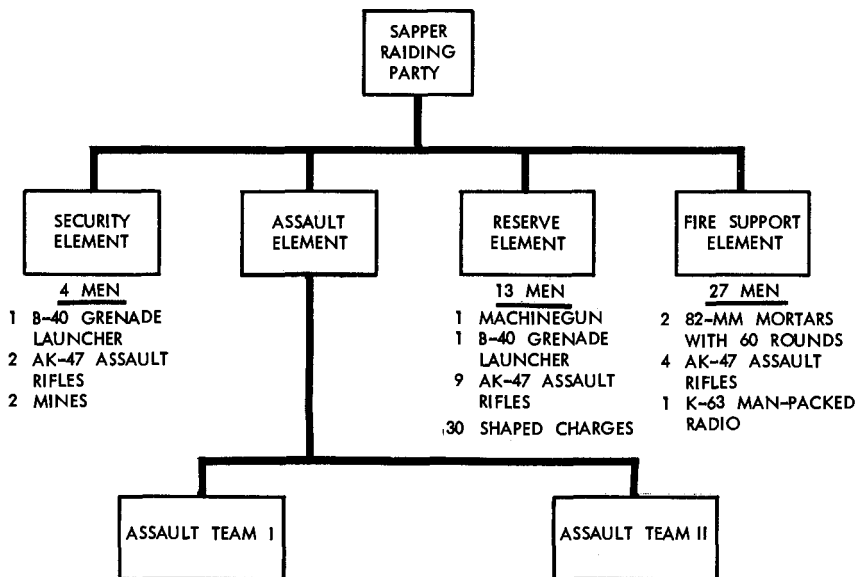 SAPPER
RAIDING
PARTY
SECURITY
ELEMENT
4 MEN
1 B-40 GRENADE
LAUNCHER
2 AK-47 ASSAULT
RIFLES
2 MINES
ASSAULT
ELEMENT
RESERVE
ELEMENT
13 MEN
1 MACHINEGUN
1 B-40 GRENADE
LAUNCHER
9 AK-47 ASSAULT
RIFLES
30 SHAPED CHARGES
FIRE SUPPORT
ELEMENT
27 MEN
2 82-MM MORTARS
WITH 60 ROUNDS
4 AK-47 ASSAULT
RIFLES
1 K-63 MAN-PACKED
RADIO
ASSAULT TEAM I
ASSAULT TEAM II